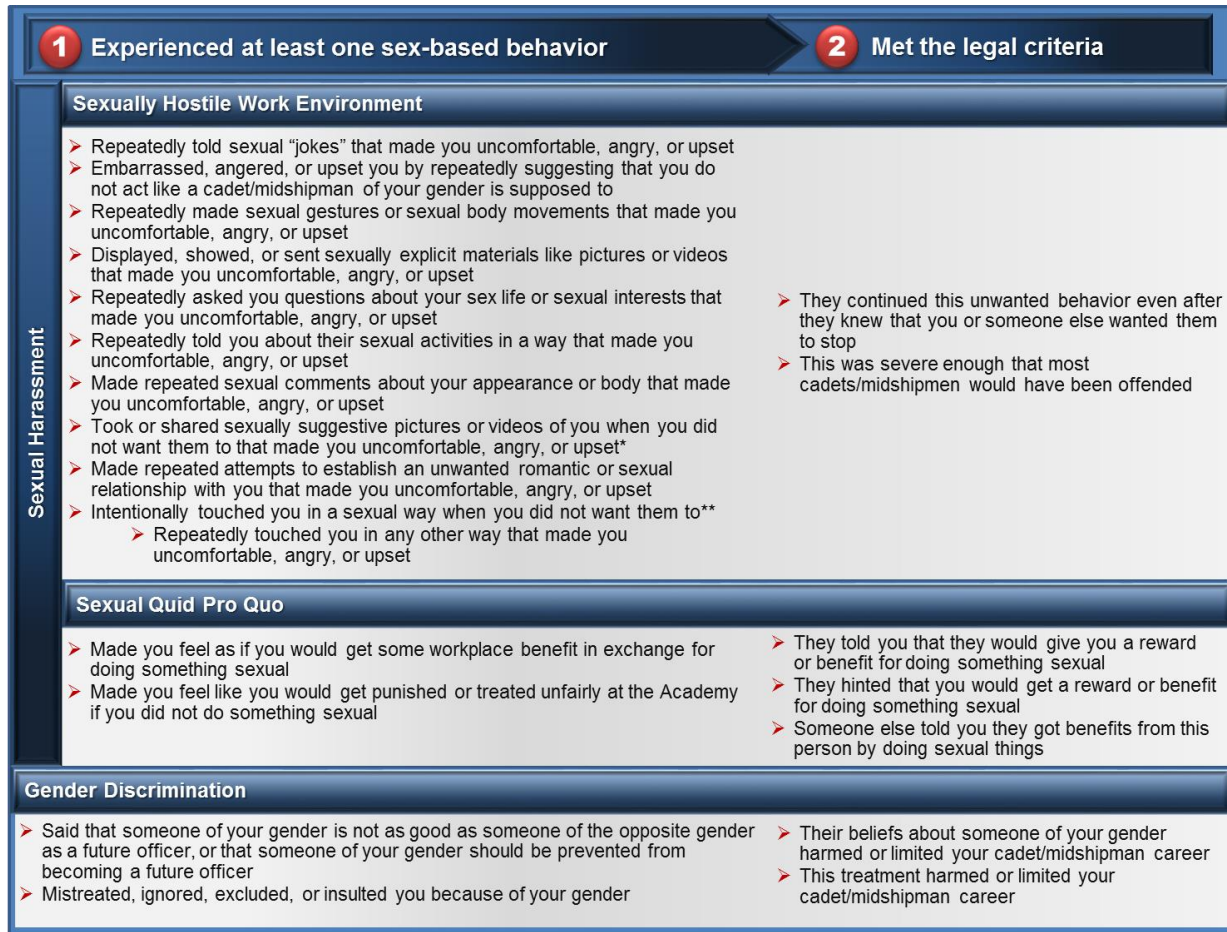 1 Experienced at least one sex-based behavior
2 Met the legal criteria
Sexual Harassment
Sexually Hostile Work Environment
➤ Repeatedly told sexual “jokes” that made you uncomfortable, angry, or upset
➤ Embarrassed, angered, or upset you by repeatedly suggesting that you do
not act like a cadet/midshipman of your gender is supposed to
➤ Repeatedly made sexual gestures or sexual body movements that made you
uncomfortable, angry, or upset
➤ Displayed, showed, or sent sexually explicit materials like pictures or videos
that made you uncomfortable, angry, or upset
➤ Repeatedly asked you questions about your sex life or sexual interests that
made you uncomfortable, angry, or upset
➤ Repeatedly told you about their sexual activities in a way that made you
uncomfortable, angry, or upset
➤ Made repeated sexual comments about your appearance or body that made
you uncomfortable, angry, or upset
➤ Took or shared sexually suggestive pictures or videos of you when you did
not want them to that made you uncomfortable, angry, or upset*
➤ Made repeated attempts to establish an unwanted romantic or sexual
relationship with you that made you uncomfortable, angry, or upset
➤ Intentionally touched you in a sexual way when you did not want them to**
➤ Repeatedly touched you in any other way that made you
uncomfortable, angry, or upset
➤ They continued this unwanted behavior even after
they knew that you or someone else wanted them
to stop
➤ This was severe enough that most
cadets/midshipmen would have been offended
Sexual Quid Pro Quo
➤ Made you feel as if you would get some workplace benefit in exchange for
doing something sexual
➤ Made you feel like you would get punished or treated unfairly at the Academy
if you did not do something sexual
➤ They told you that they would give you a reward
or benefit for doing something sexual
➤ They hinted that you would get a reward or benefit
for doing something sexual
➤ Someone else told you they got benefits from this
person by doing sexual things
Gender Discrimination
➤ Said that someone of your gender is not as good as someone of the opposite gender
as a future officer, or that someone of your gender should be prevented from
becoming a future officer
➤ Mistreated, ignored, excluded, or insulted you because of your gender
➤ Their beliefs about someone of your gender
harmed or limited your cadet/midshipman career
➤ This treatment harmed or limited your
cadet/midshipman career